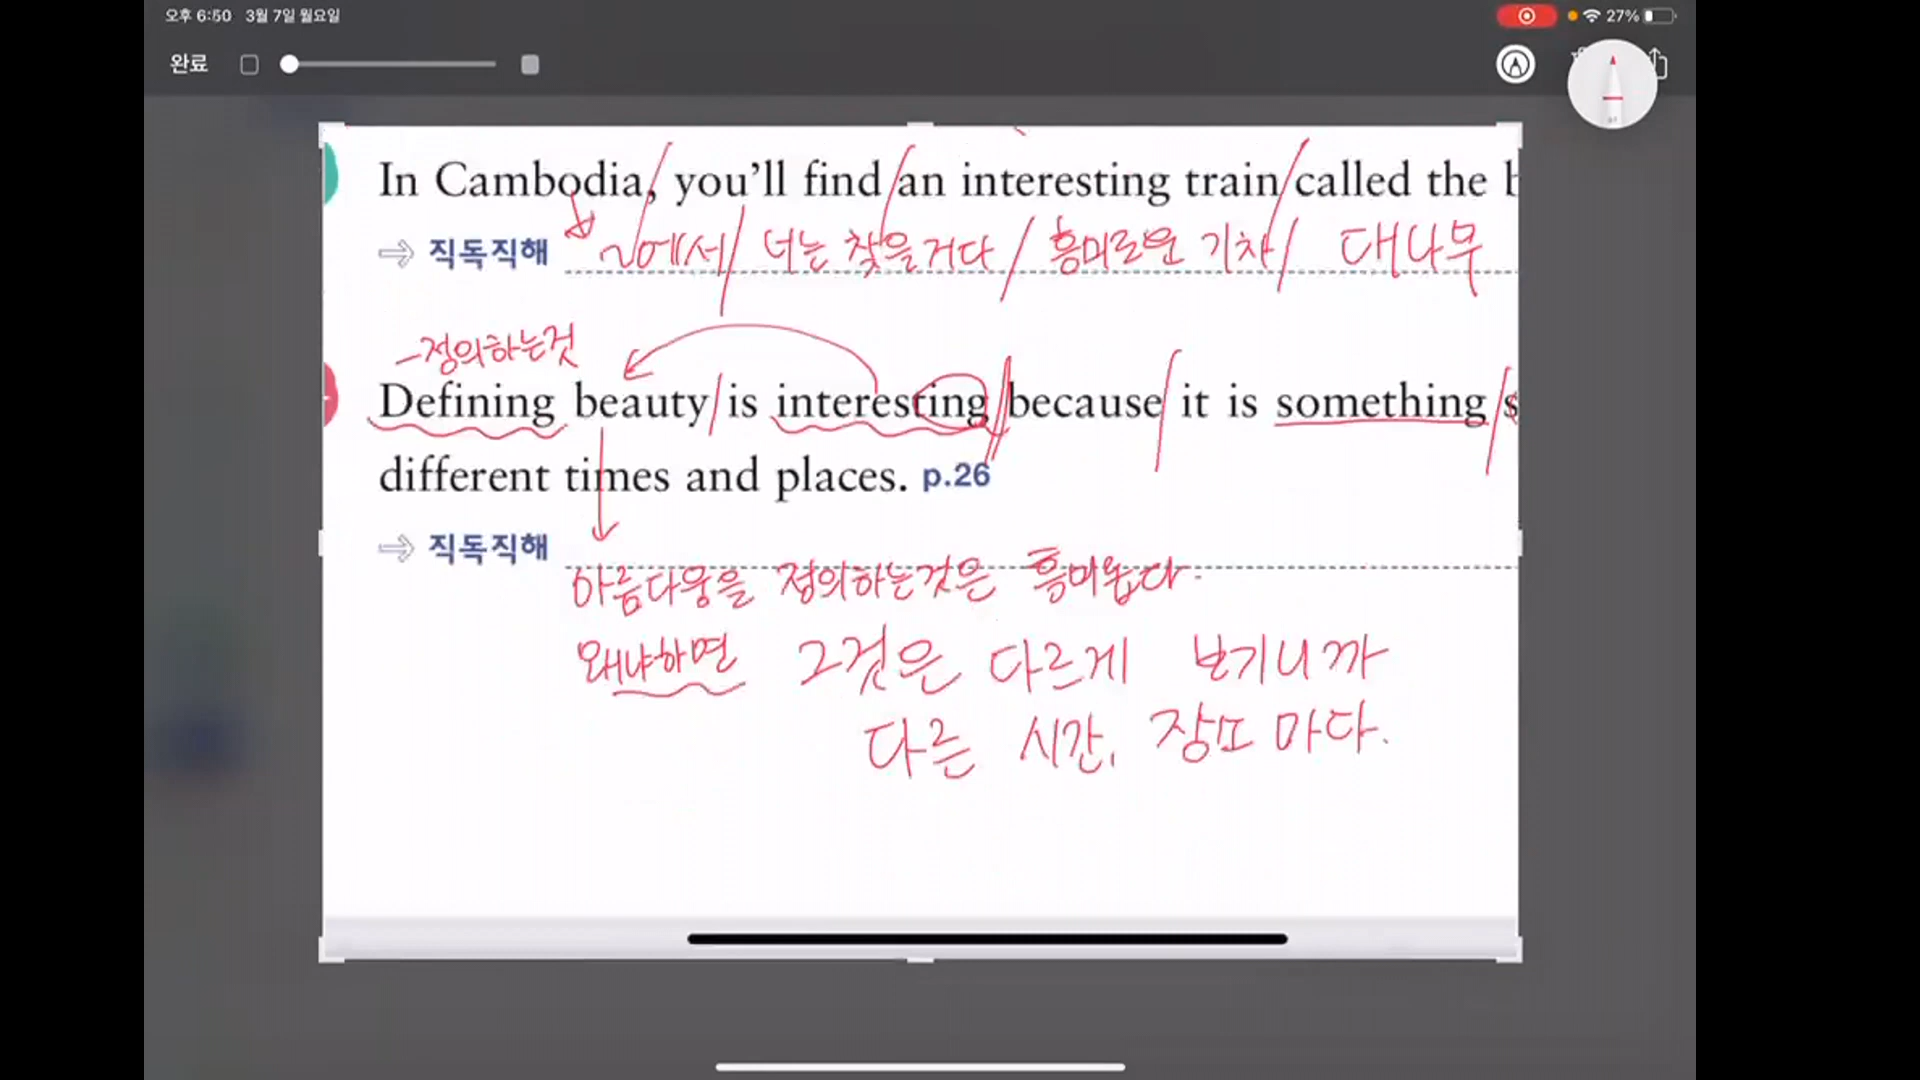 오후 6:50 3월 7일 월요일
27%
완료
In Cambodia, you'll find an interesting train called the b
직독직해 ~에서 / 너는 찾을거다 / 흥미로운 기차 / 대나무
-정의하는것
Defining beauty is interesting because it is something s
different times and places. p.26
직독직해
아름다움을 정의하는것은 흥미롭다.
왜냐하면 그것은 다르게 보기니까
다른 시간, 장소 마다.